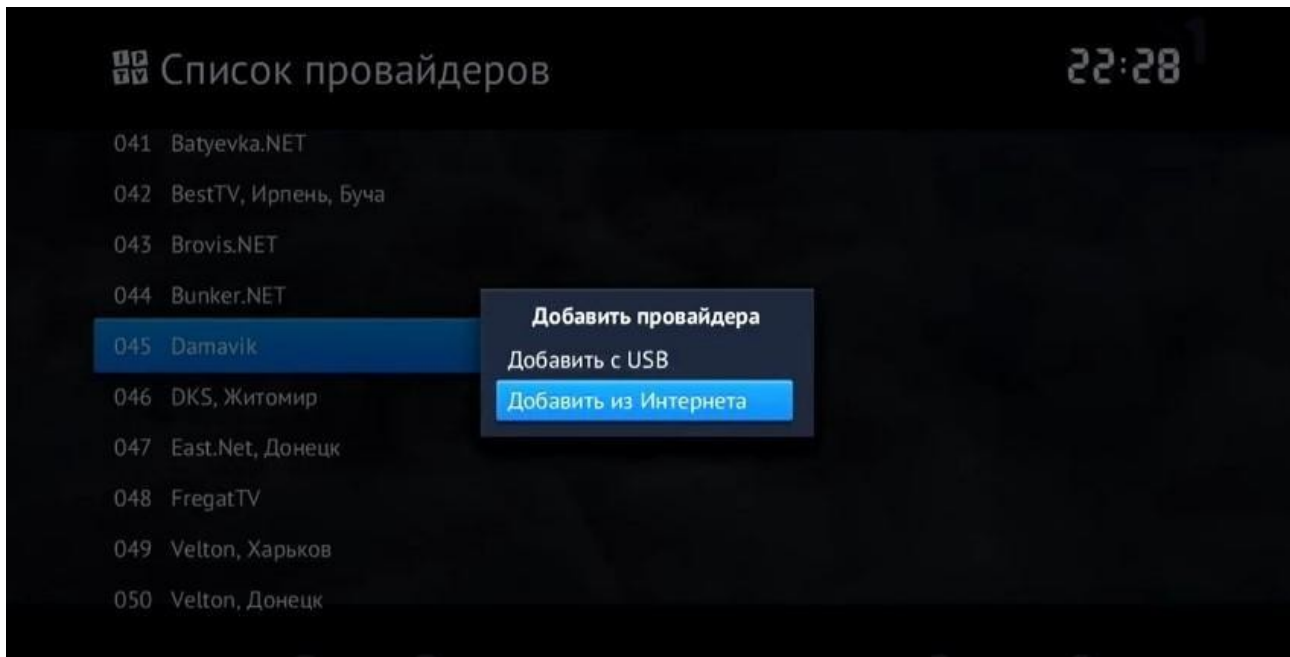 IP
TV
Список провайдеров
22:28
041 Batyevka.NET
042 BestTV, Ирпень, Буча
043 Brovis.NET
044 Bunker.NET
045 Damavik
046 DKS, Житомир
047 East.Net, Донецк
048 FregatTV
049 Velton, Харьков
050 Velton, Донецк
Добавить провайдера
Добавить с USB
Добавить из Интернета